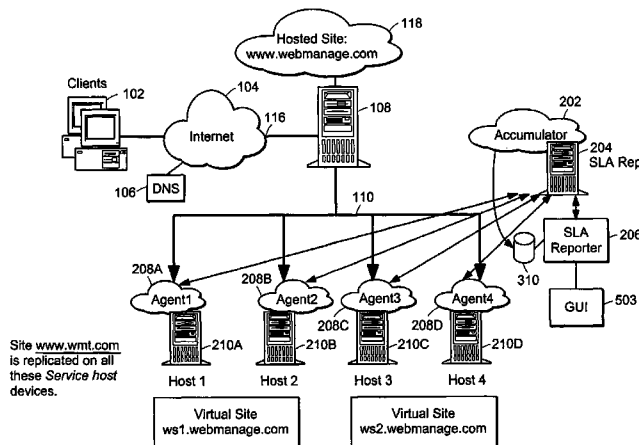 118
Hosted Site:
www.webmanage.com
Clients
102
104
108
116
Internet
106
DNS
202
Accumulator
204
SLA Rep
110
206
SLA
Reporter
310
208A
208B
Agent1
Agent2
Agent3
Agent4
208C
208D
GUI
503
210A
210B
210C
210D
Site www.wmt.com
is replicated on all
these Service host
devices.
Host 1
Host 2
Host 3
Host 4
Virtual Site
ws1.webmanage.com
Virtual Site
ws2.webmanage.com